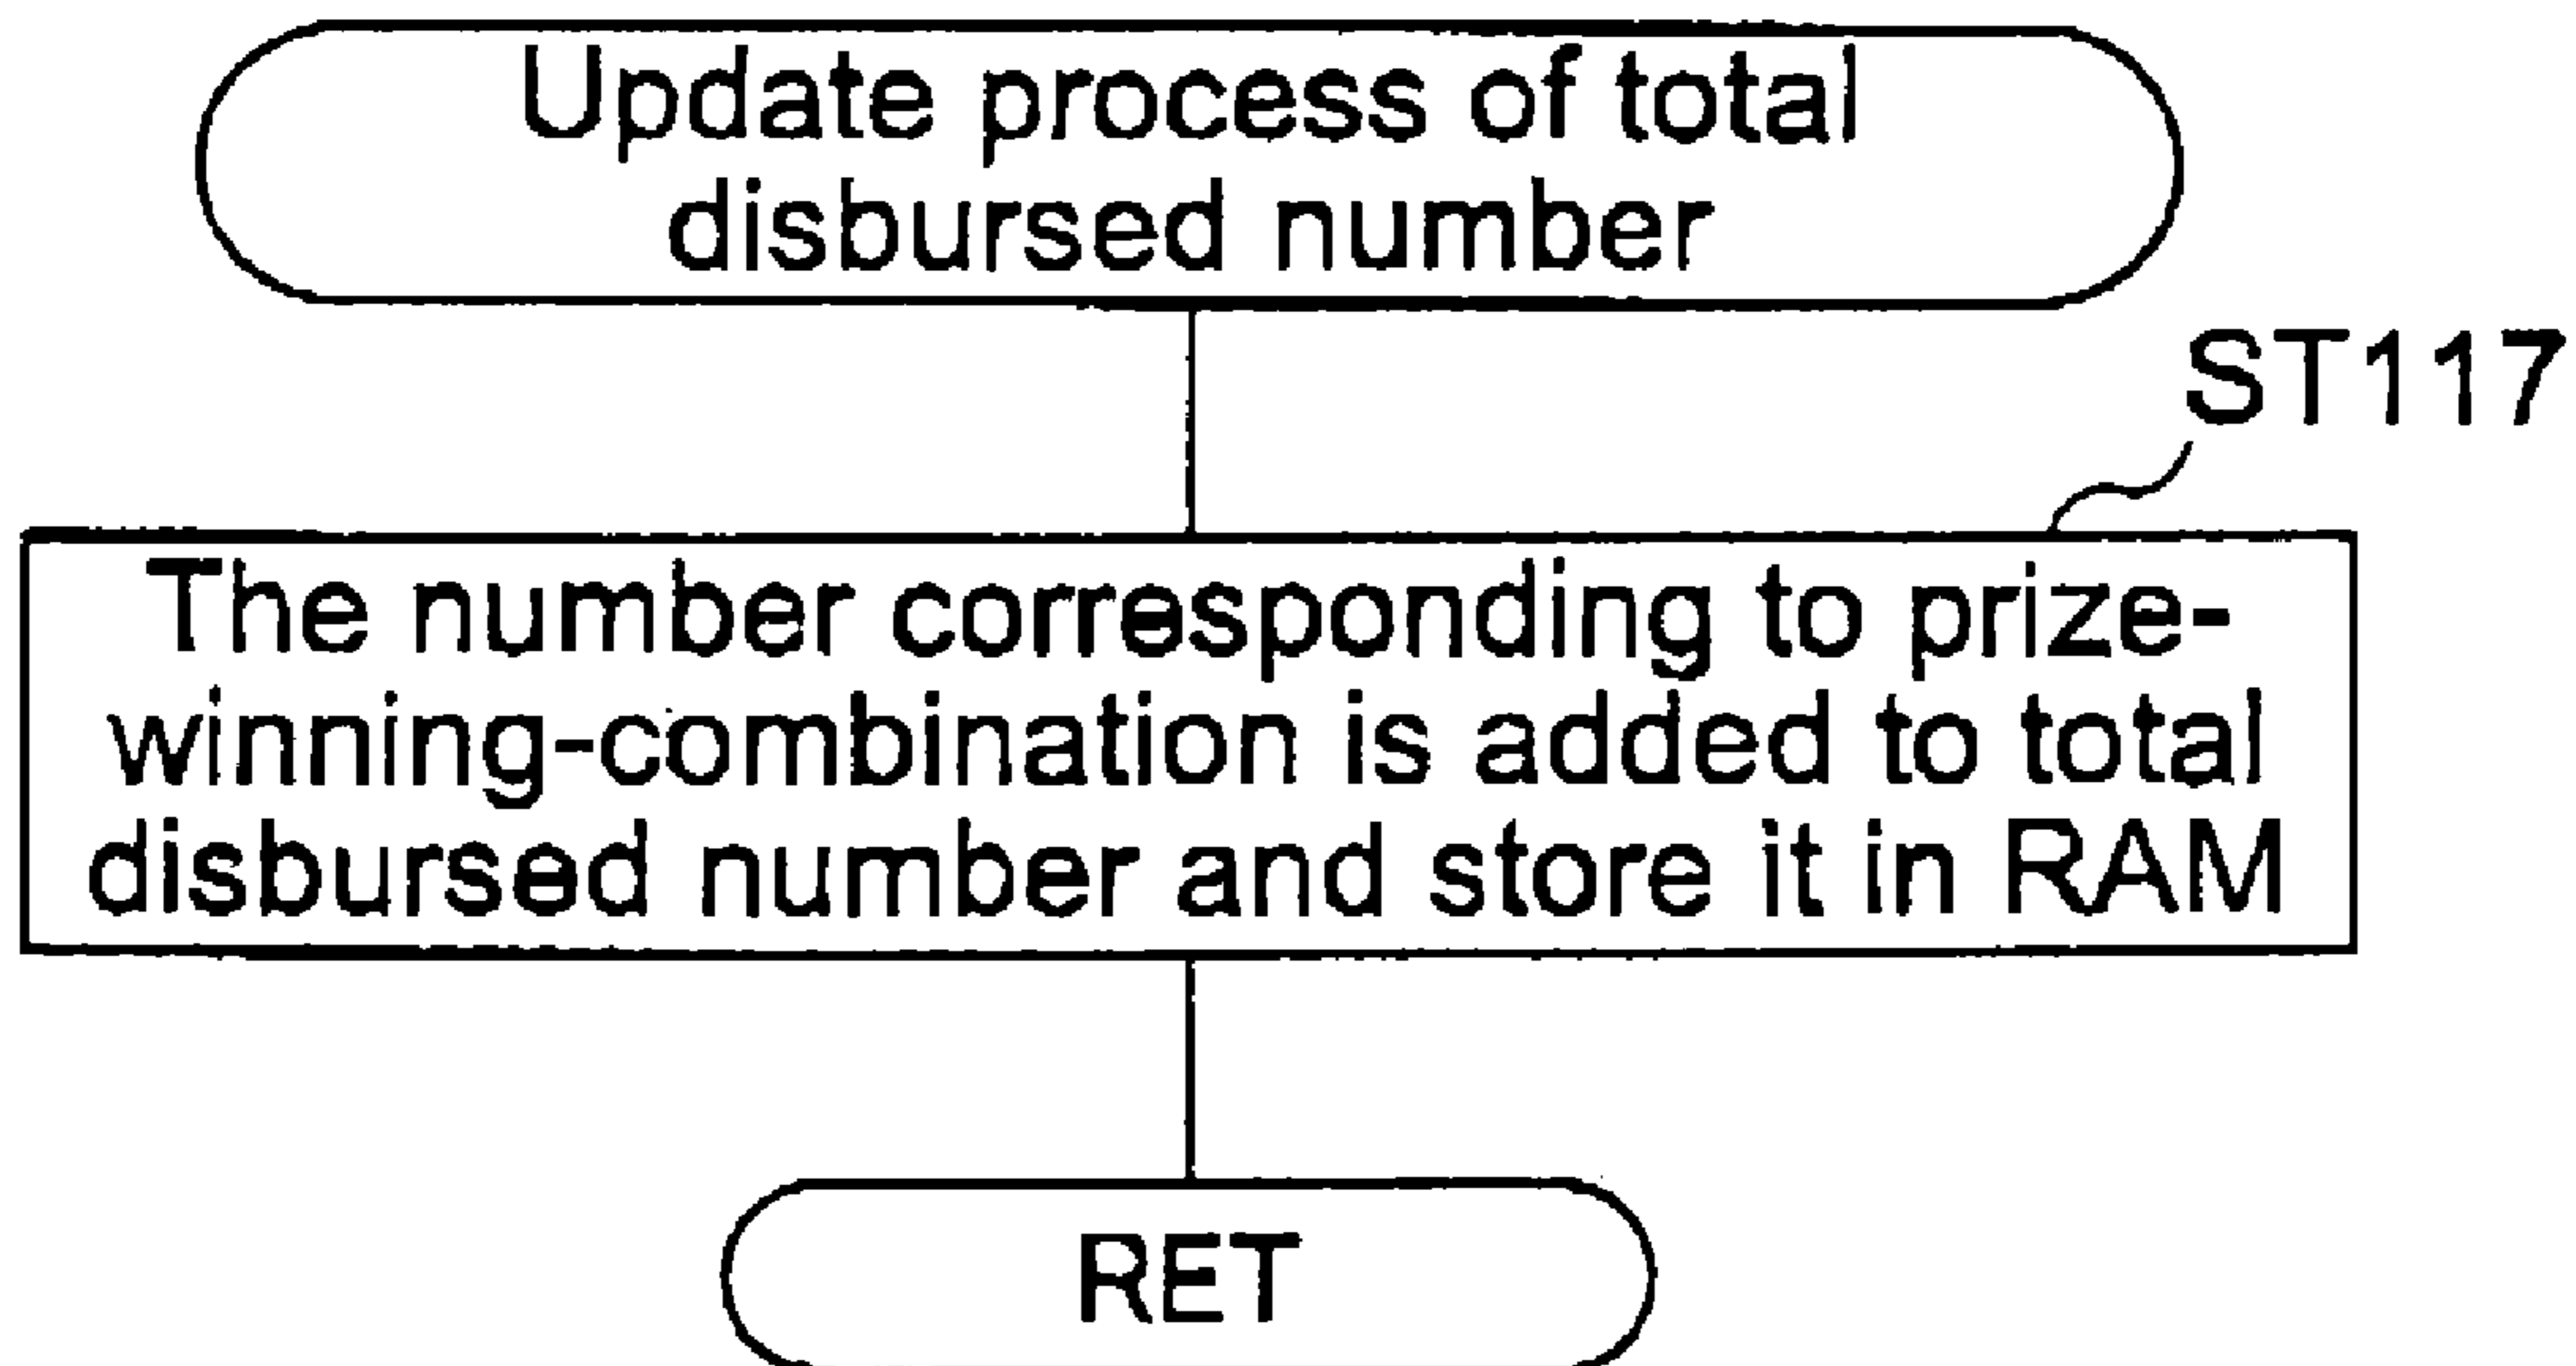 Update process of total
disbursed number
ST117
The number corresponding to prize-
winning-combination is added to total
disbursed number and store it in RAM
RET